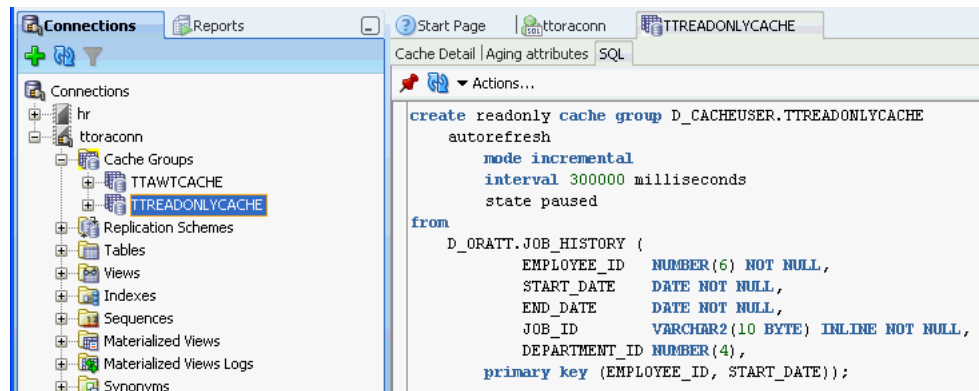 Connections
Reports
Connections
hr
ttoraconn
Cache Groups
TTAWTCACHE
TTREADONLYCACHE
Replication Schemes
Tables
Views
Indexes
Sequences
Materialized Views
Materialized Views Logs
Synonyms
Start Page
ttoraconn
TTREADONLYCACHE
Cache Detail Aging attributes SQL
Actions...
create readonly cache group D_CACHEUSER.TTREADONLYCACHE
autorefresh
mode incremental
interval 300000 milliseconds
state paused
from
D_ORATT.JOB_HISTORY (
EMPLOYEE_ID NUMBER(6) NOT NULL,
START_DATE DATE NOT NULL,
END_DATE DATE NOT NULL,
JOB_ID VARCHAR2(10 BYTE) INLINE NOT NULL,
DEPARTMENT_ID NUMBER(4),
primary key (EMPLOYEE_ID, START_DATE));